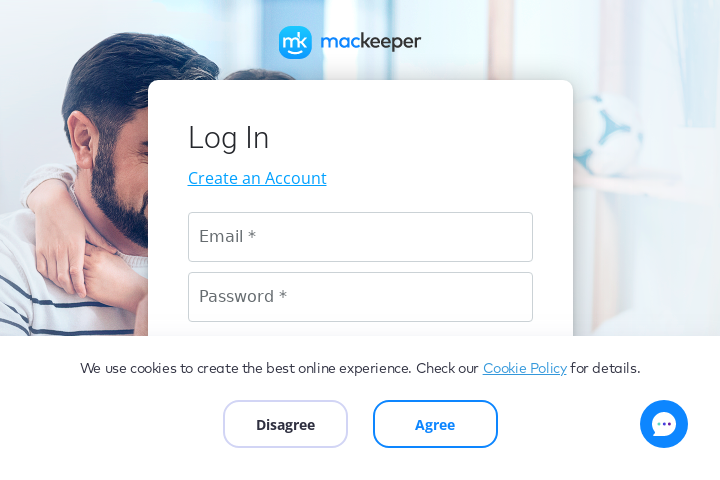 mk mackeeper
Log In
Create an Account
Email *
Password *
We use cookies to create the best online experience. Check our Cookie Policy for details.
Disagree Agree